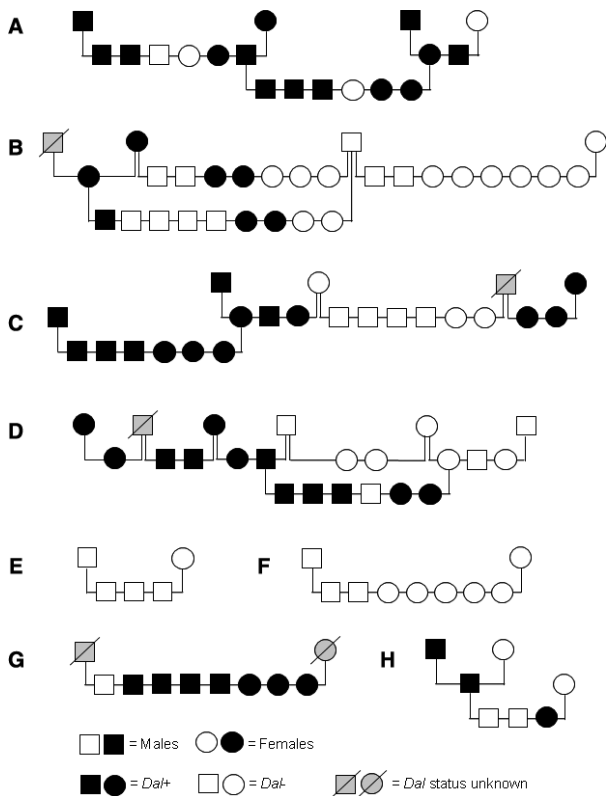 A
B
C
D
E F
G H
= Males = Females
= Dal+ = Dal- = Dal status unknown